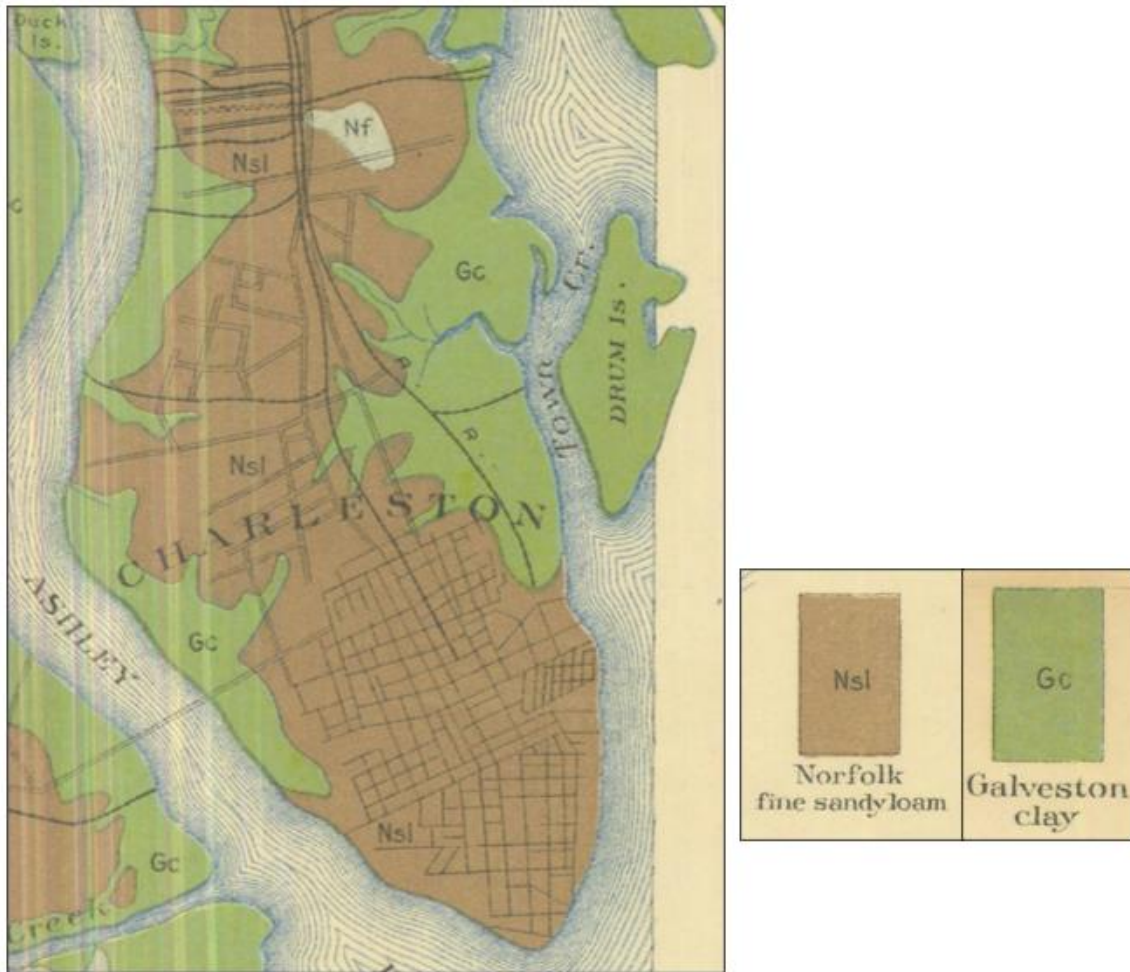 Duck
Is.
Nf
Nsl
Gc
Town Cr.
DRUM Is.
R. R.
Nsl
CHARLESTON
ASHLEY
Gc
Nsl
Gc
Creek
Nsl
Norfolk
fine sandy loam
Gc
Galveston
clay